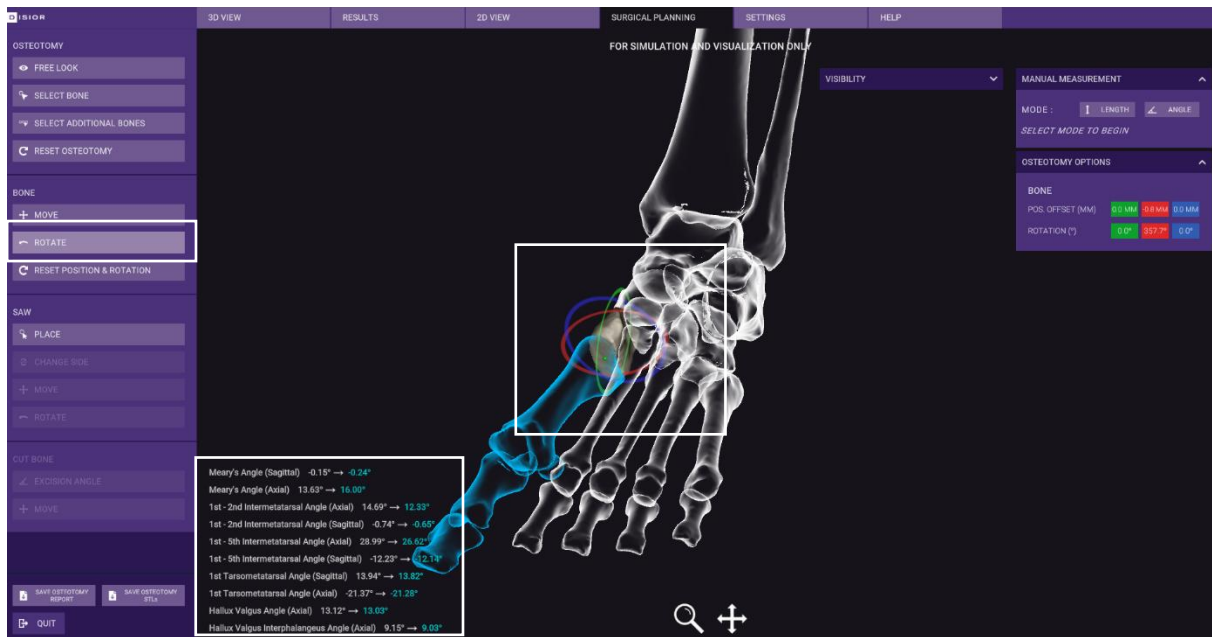 DISIOR
3D VIEW
RESULTS
2D VIEW
SURGICAL PLANNING
SETTINGS
HELP
OSTEOTOMY
FREE LOOK
SELECT BONE
SELECT ADDITIONAL BONES
RESET OSTEOTOMY
BONE
MOVE
ROTATE
RESET POSITION & ROTATION
SAW
PLACE
CHANGE SIDE
MOVE
ROTATE
CUT BONE
EXCISION ANGLE
MOVE
SAVE OSTEOTOMY
REPORT
SAVE OSTEOTOMY
STLs
QUIT
FOR SIMULATION AND VISUALIZATION ONLY
VISIBILITY
Meary's Angle (Sagittal) -0.15° → -0.24°
Meary's Angle (Axial) 13.63° → 16.00°
1st - 2nd Intermetatarsal Angle (Axial) 14.69° → 12.33°
1st - 2nd Intermetatarsal Angle (Sagittal) -0.74° → -0.65°
1st - 5th Intermetatarsal Angle (Axial) 28.99° → 26.62°
1st - 5th Intermetatarsal Angle (Sagittal) -12.23° → -12.14°
1st Tarsometatarsal Angle (Sagittal) 13.94° → 13.82°
1st Tarsometatarsal Angle (Axial) -21.37° → -21.28°
Hallux Valgus Angle (Axial) 13.12° → 13.03°
Hallux Valgus Interphalangeus Angle (Axial) 9.15° → 9.03°
MANUAL MEASUREMENT
MODE : LENGTH ANGLE
SELECT MODE TO BEGIN
OSTEOTOMY OPTIONS
BONE
POS. OFFSET (MM) 0.0 MM -0.8 MM 0.0 MM
ROTATION (°) 0.0° 357.7° 0.0°